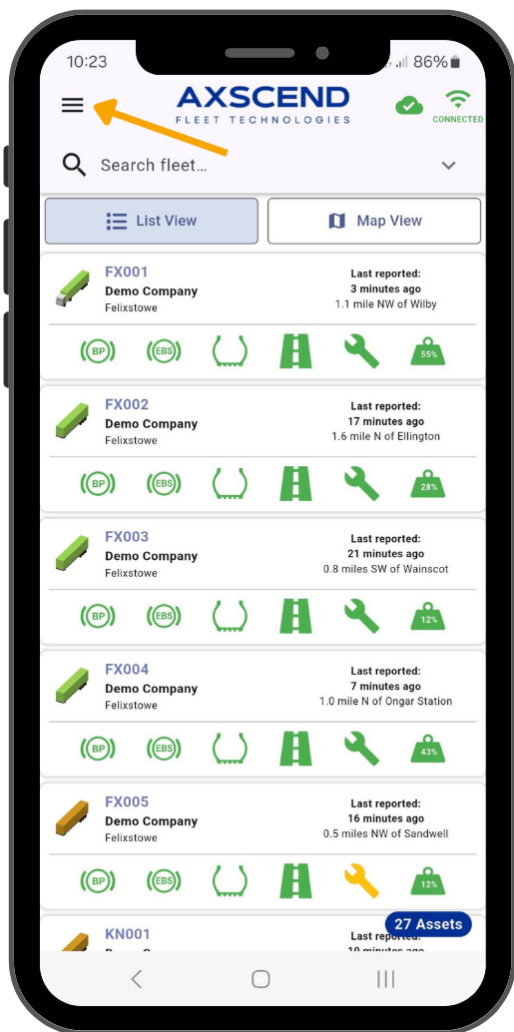 10:23
86%
AXSCEND
FLEET TECHNOLOGIES
CONNECTED
Search fleet...
List View
Map View
FX001
Demo Company
Felixstowe
Last reported:
3 minutes ago
1.1 mile NW of Wilby
(BP) (EBS) 55%
FX002
Demo Company
Felixstowe
Last reported:
17 minutes ago
1.6 mile N of Ellington
(BP) (EBS) 28%
FX003
Demo Company
Felixstowe
Last reported:
21 minutes ago
0.8 miles SW of Wainscot
(BP) (EBS) 12%
FX004
Demo Company
Felixstowe
Last reported:
7 minutes ago
1.0 mile N of Ongar Station
(BP) (EBS) 43%
FX005
Demo Company
Felixstowe
Last reported:
16 minutes ago
0.5 miles NW of Sandwell
(BP) (EBS) 12%
KN001
27 Assets
Last